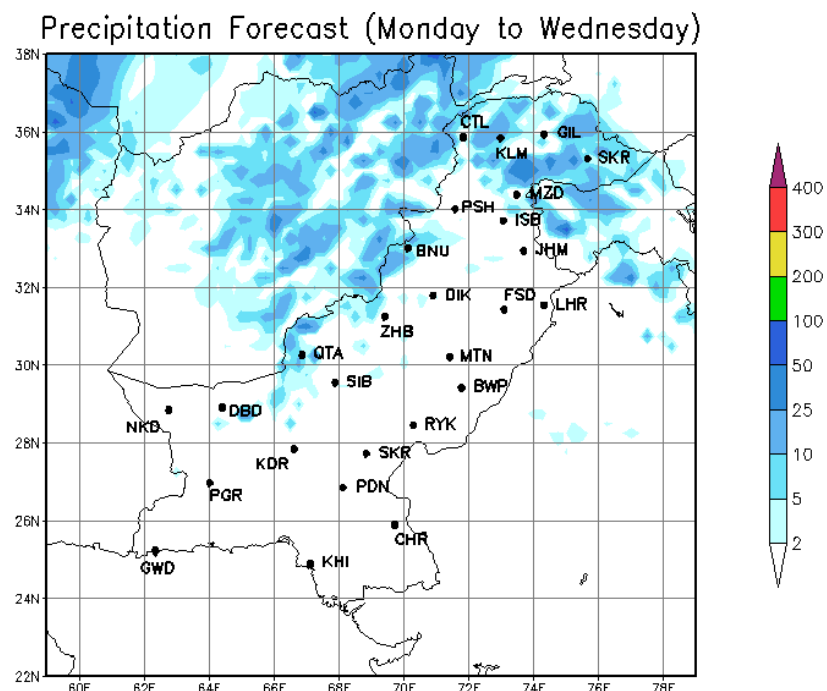 Precipitation Forecast (Monday to Wednesday)
38N
36N
34N
32N
30N
28N
26N
24N
22N
CTL
KLM
GIL
SKR
MZD
PSH
ISB
BNU
JHM
DIK
FSD
LHR
ZHB
QTA
MTN
SIB
BWP
NKD
DBD
RYK
KDR
SKR
PGR
PDN
CHR
GWD
KHI
60E
62E
64E
66E
68E
70E
72E
74E
76E
78E
400
300
200
100
50
25
10
5
2